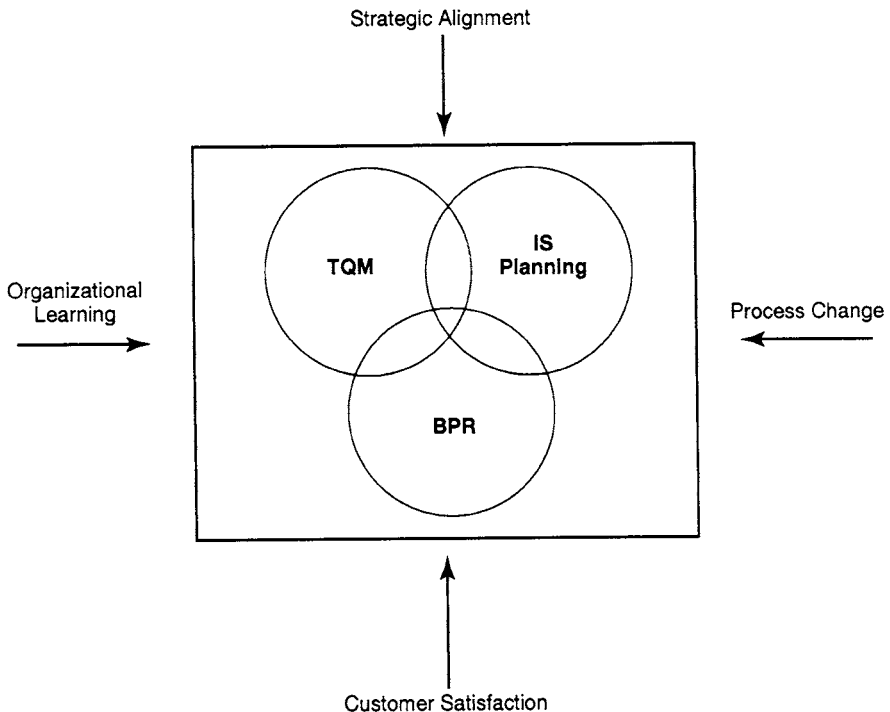 Strategic Alignment
TQM
IS
Planning
Organizational
Learning
Process Change
BPR
Customer Satisfaction